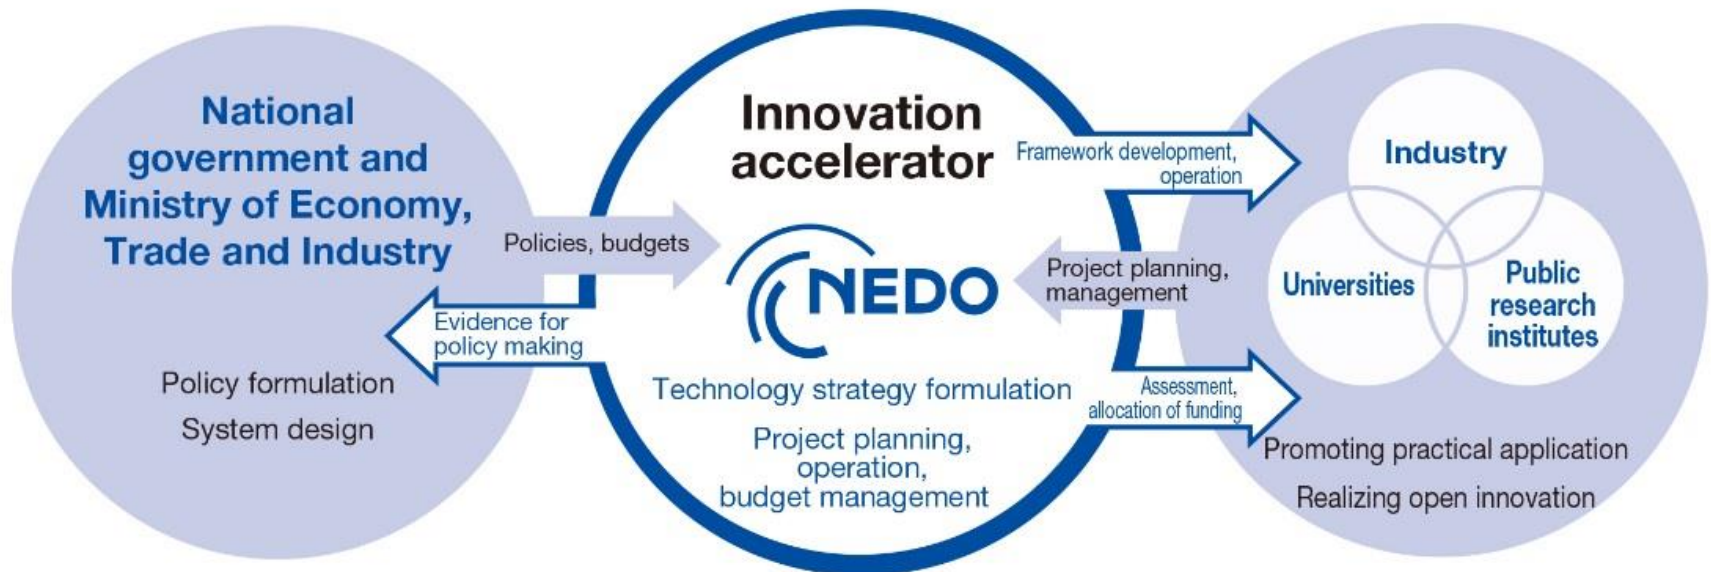 National
government and
Ministry of Economy,
Trade and Industry
Policies, budgets
Evidence for
policy making
Policy formulation
System design
Innovation
accelerator
NEDO
Technology strategy formulation
Project planning,
operation,
budget management
Framework development,
operation
Project planning,
management
Assessment,
allocation of funding
Industry
Universities
Public
research
institutes
Promoting practical application
Realizing open innovation